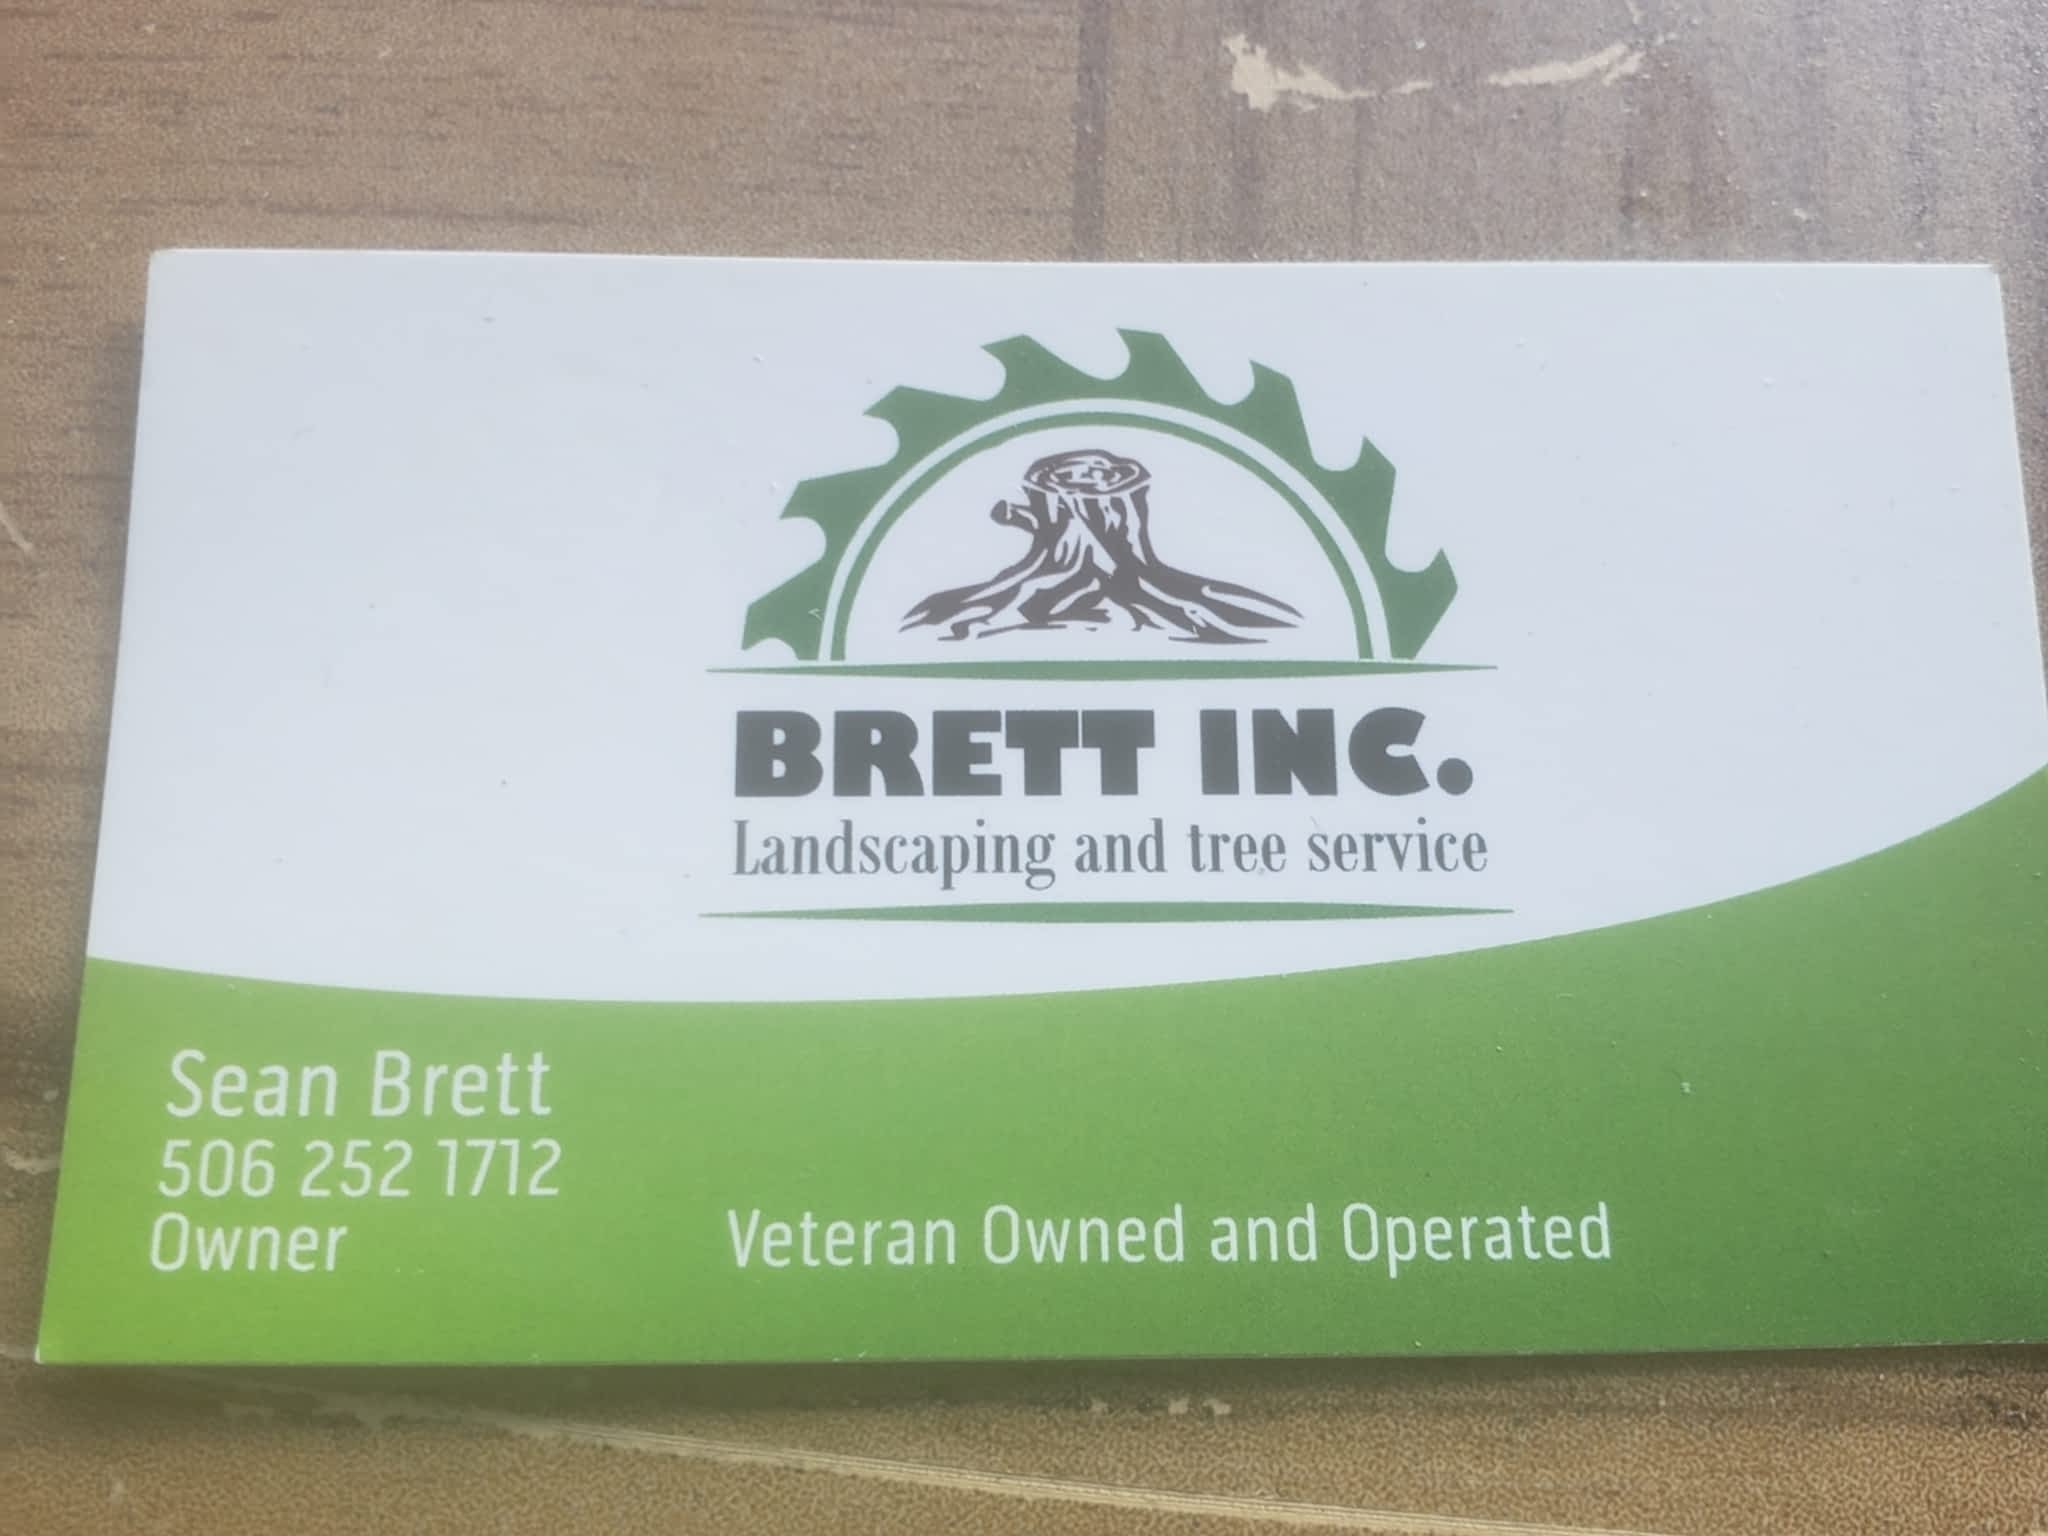 BRETT INC.
Landscaping and tree service
Sean Brett
506 252 1712
Owner
Veteran Owned and Operated